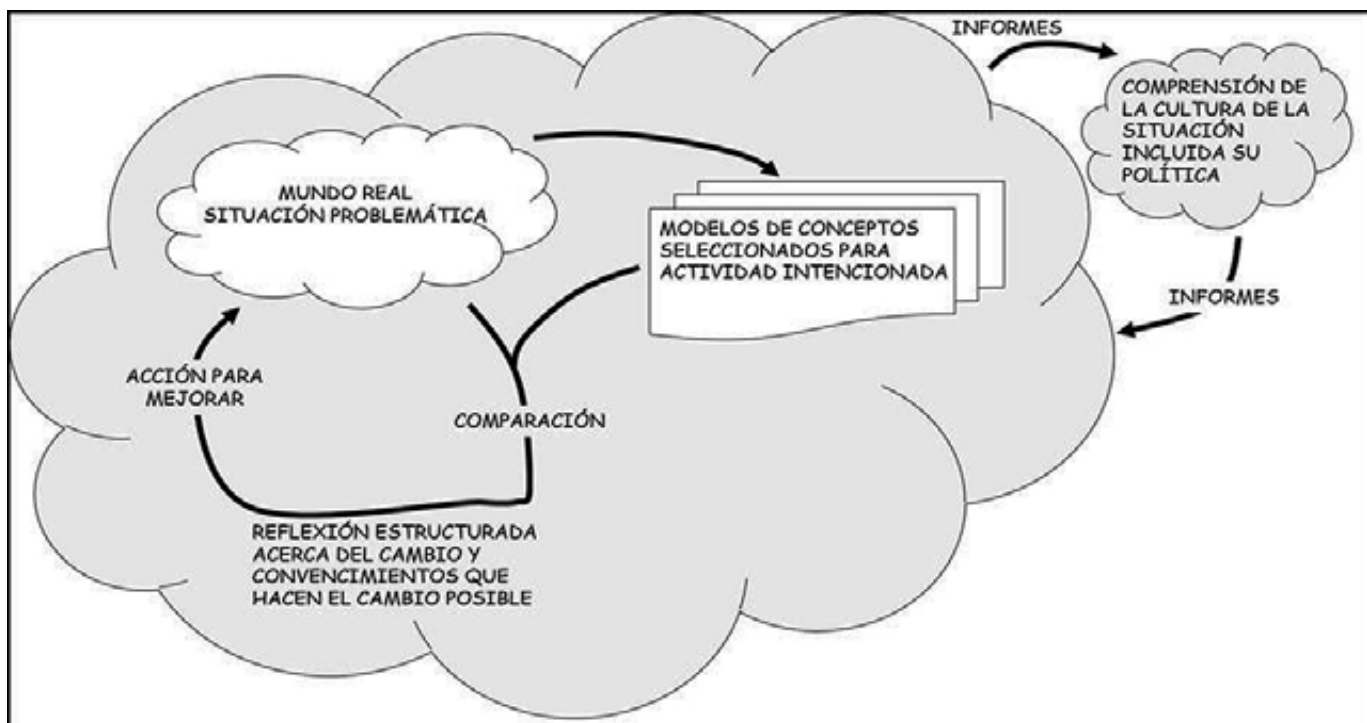 INFORMES
COMPRENSIÓN DE
LA CULTURA DE LA
SITUACIÓN
INCLUIDA SU
POLÍTICA
MUNDO REAL
SITUACIÓN PROBLEMÁTICA
MODELOS DE CONCEPTOS
SELECCIONADOS PARA
ACTIVIDAD INTENCIONADA
INFORMES
ACCIÓN PARA
MEJORAR
COMPARACIÓN
REFLEXIÓN ESTRUCTURADA
ACERCA DEL CAMBIO Y
CONVENCIMIENTOS QUE
HACEN EL CAMBIO POSIBLE